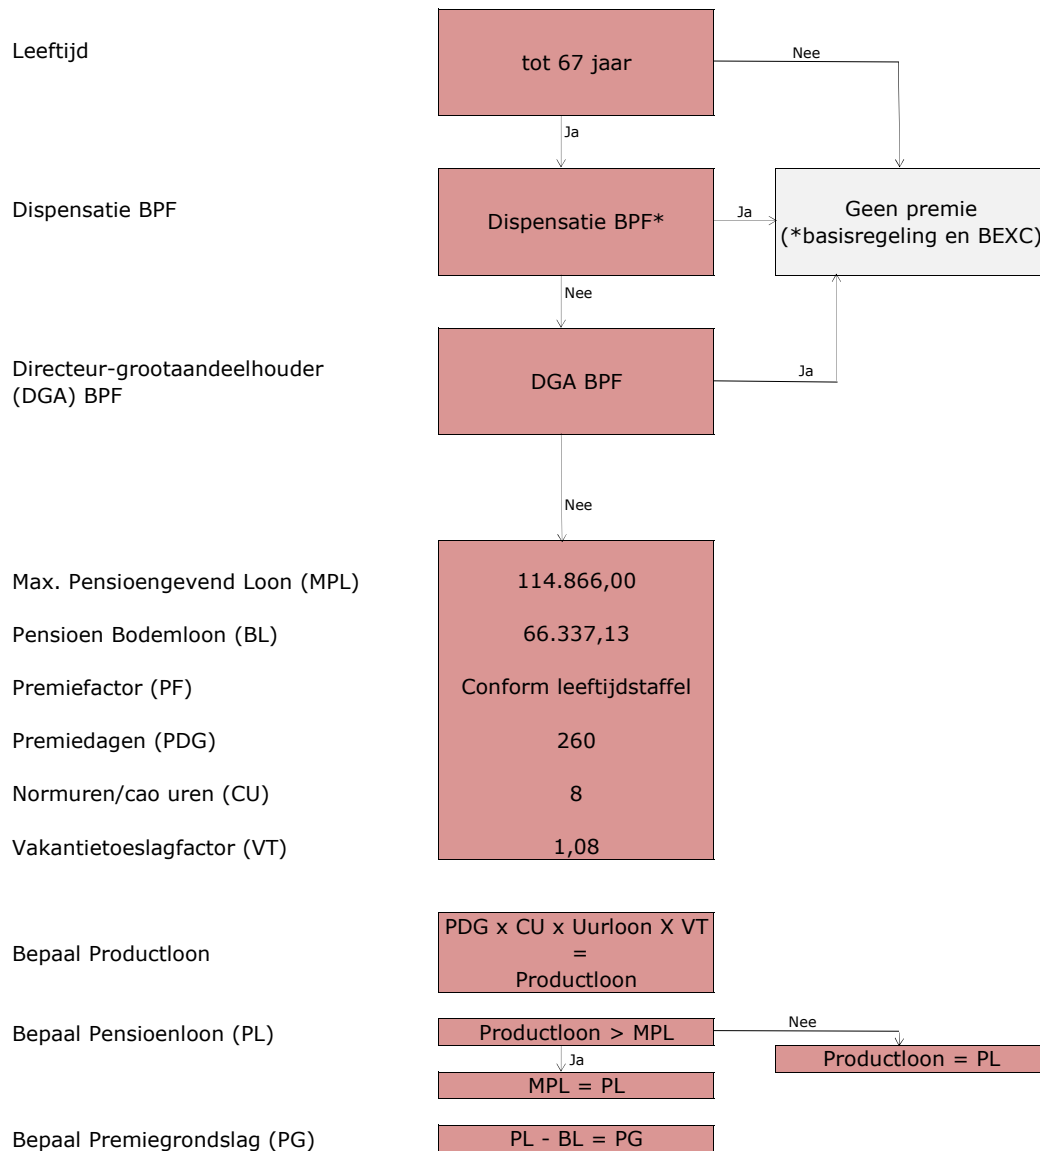 Leeftijd
tot 67 jaar
Nee
Ja
Dispensatie BPF
Dispensatie BPF*
Ja
Geen premie
(*basisregeling en BEXC)
Nee
Directeur-grootaandeelhouder
(DGA) BPF
DGA BPF
Ja
Nee
Max. Pensioengevend Loon (MPL)
114.866,00
Pensioen Bodemloon (BL)
66.337,13
Premiefactor (PF)
Conform leeftijdstaffel
Premiedagen (PDG)
260
Normuren/cao uren (CU)
8
Vakantietoeslagfactor (VT)
1,08
Bepaal Productloon
PDG x CU x Uurloon X VT
=
Productloon
Bepaal Pensioenloon (PL)
Productloon > MPL
Nee
Productloon = PL
Ja
MPL = PL
Bepaal Premiegrondslag (PG)
PL - BL = PG